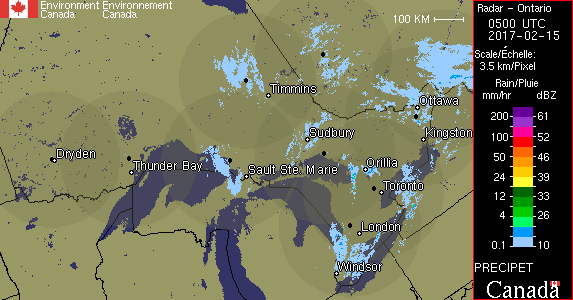 Environment Environnement
Canada Canada
100 KM
Timmins
Ottawa
Sudbury
Kingston
Dryden
Thunder Bay
Sault Ste. Marie
Orillia
Toronto
London
Windsor
Radar - Ontario
0500 UTC
2017-02-15
Scale/Échelle:
3.5 km/Pixel
Rain/Pluie
mm/hr dBZ
200 61
100 52
50 46
24 39
12 33
4 26
0.1 10
PRECIPET
Canada